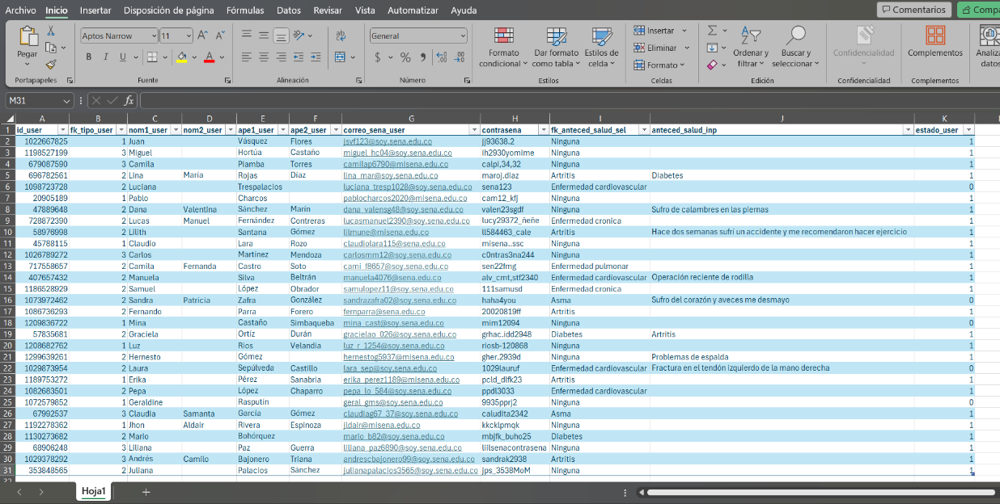 Archivo Inicio Insertar Disposición de página Fórmulas Datos Revisar Vista Automatizar Ayuda Comentarios Compa
Pegar Aptos Narrow 11 A A ab General Formato condicional Dar formato como tabla Estilos de celda Insertar Eliminar Formato Ordenar y filtrar Buscar y seleccionar Confidencialidad Complementos Analiza datos
N K S A $ % 9
Portapapeles Fuente Alineación Número Estilos Celdas Edición Confidencialidad Complementos
M31 fx
A B C D E F G H I J K
1 id_user fk_tipo_user nom1_user nom2_user ape1_user ape2_user correo_sena_user contrasena fk_anteced_salud_sel anteced_salud_inp estado_user
2 1022667825 1 Juan Vásquez Flores jsvf123@soy.sena.edu.co jj93638.2 Ninguna 1
3 1198527199 3 Miguel Hortúa Castaño miguel_hc04@soy.sena.edu.co ih2930yomime Ninguna 1
4 679087590 3 Camila Piamba Torres camilap6790@misena.edu.co calpi,34,32 Ninguna 1
5 696782561 2 Lina María Rojas Díaz lina_mar@soy.sena.edu.co maroj.diaz Artritis Diabetes 1
6 1098723728 2 Luciana Trespalacios luciana_tresp1028@soy.sena.edu.co sena123 Enfermedad cardiovascular 0
7 20905189 1 Pablo Charcos pablocharcos2020@misena.edu.co cam12_kfj Ninguna 1
8 47889648 2 Dana Valentina Sánchez Marín dana_valensg48@soy.sena.edu.co valen23sgdf Ninguna Sufro de calambres en las piernas 1
9 728872390 2 Lucas Manuel Fernández Contreras lucasmanuel2390@soy.sena.edu.co lucy29372_ñeñe Enfermedad cronica 1
10 58976998 2 Lilith Santana Gómez lilmune@misena.edu.co ll584463_cale Artritis Hace dos semanas sufrí un accidente y me recomendaron hacer ejercicio 1
11 45788115 1 Claudio Lara Rozo claudiolara115@sena.edu.co misena..ssc Ninguna 1
12 1026789272 3 Carlos Martínez Mendoza carlosmm12@soy.sena.edu.co c0ntras3na244 Ninguna 1
13 717558657 2 Camila Fernanda Castro Soto cami_f8657@soy.sena.edu.co sen22fmg Enfermedad pulmonar 1
14 407657432 2 Manuela Silva Beltrán manuela4076@sena.edu.co alv_cmt,stf2340 Enfermedad cardiovascular Operación reciente de rodilla 1
15 1186528929 2 Samuel López Obrador samulopez11@soy.sena.edu.co 111samusd Enfermedad cronica 1
16 1073972462 2 Sandra Patricia Zafra González sandrazafra02@soy.sena.edu.co haha4you Asma Sufro del corazón y aveces me desmayo 0
17 1086736293 2 Fernando Parra Forero fernparra@sena.edu.co 20020819ff Artritis 1
18 1209836722 1 Mina Castaño Simbaqueba mina_cast@soy.sena.edu.co mim12094 Ninguna 0
19 57835681 2 Graciela Ortíz Durán gracielao_026@soy.sena.edu.co grhac.idd2948 Diabetes Artritis 1
20 1208682762 1 Luz Rios Velandia luz_r_1254@soy.sena.edu.co riosb-120868 Ninguna 1
21 1299639261 2 Hernesto Gómez hernestog5937@misena.edu.co gher.2939d Ninguna Problemas de espalda 1
22 1029873954 2 Laura Sepúlveda Castillo lara_sep@soy.sena.edu.co 1029lauruf Enfermedad cardiovascular Fractura en el tendón izquierdo de la mano derecha 0
23 1189753272 1 Erika Pérez Sanabria erika_perez1189@misena.edu.co pcld_dlfk23 Artritis 1
24 1082683501 2 Pepa López Chaparro pepa_lo_584@soy.sena.edu.co ppdl3033 Enfermedad cardiovascular 1
25 1072579852 1 Geraldine Rasputín geral_gms@soy.sena.edu.co 9935pprj2 Ninguna 0
26 67992537 3 Claudia Samanta García Gómez claudiag67_37@soy.sena.edu.co caludita2342 Asma 1
27 1192278362 1 Jhon Aldair Rivera Espinoza jldair@misena.edu.co kkcklpmqk Ninguna 1
28 1130273682 2 Mario Bohórquez mario_b82@soy.sena.edu.co mbjfk_buho25 Diabetes 1
29 68906248 3 Liliana Paz Guerra liliana_paz6890@soy.sena.edu.co liilsenacontrasena Ninguna 1
30 1029378292 3 Andrés Camilo Bajonero Triana andrescbajonero99@soy.sena.edu.co sandrak2938 Artritis 1
31 353848565 2 Juliana Palacios Sánchez julianapalacios3565@soy.sena.edu.co jps_3538MoM Ninguna 1
32
Hoja1